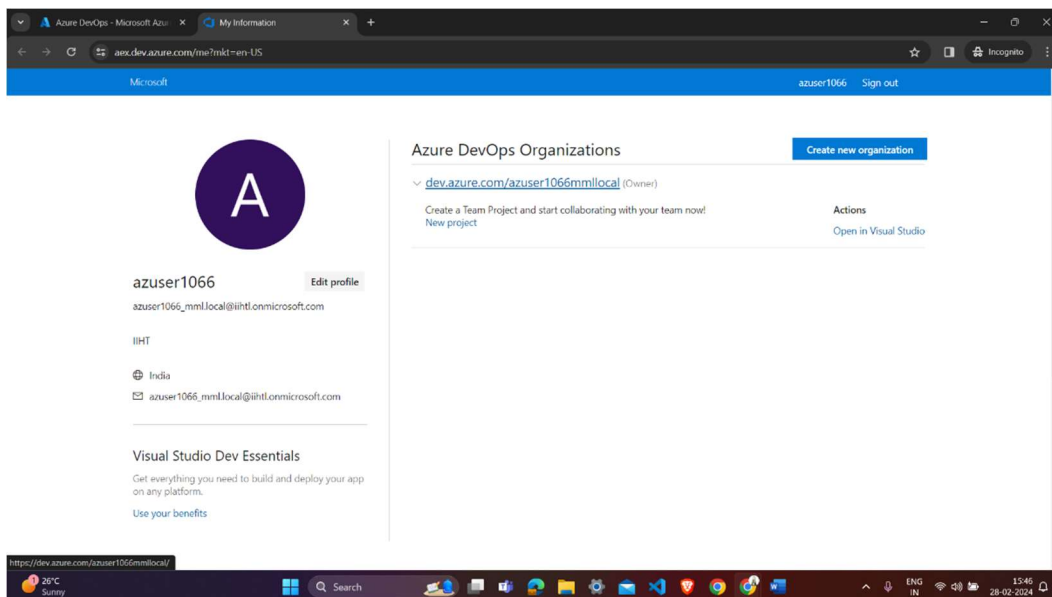 Azure DevOps - Microsoft Azu
My Information
aex.dev.azure.com/me?mkt=en-US
Incognito
Microsoft
azuser1066
Sign out
A
azuser1066
Edit profile
azuser1066_mml.local@iihtl.onmicrosoft.com
IIHT
India
azuser1066_mml.local@iihtl.onmicrosoft.com
Visual Studio Dev Essentials
Get everything you need to build and deploy your app
on any platform.
Use your benefits
Azure DevOps Organizations
Create new organization
dev.azure.com/azuser1066mmllocal (Owner)
Create a Team Project and start collaborating with your team now!
New project
Actions
Open in Visual Studio
https://dev.azure.com/azuser1066mmllocal/
1
26°C
Sunny
Search
ENG
IN
15:46
28-02-2024